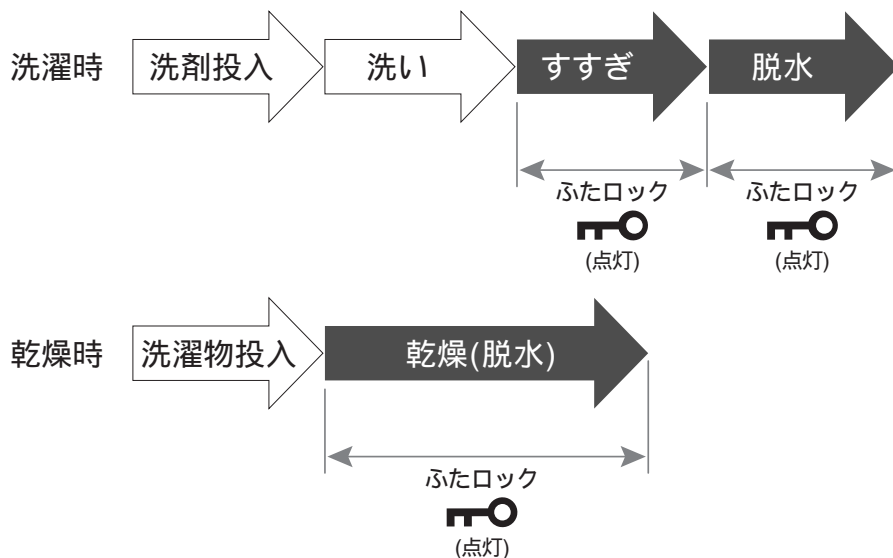 洗濯時 洗剤投入 洗い すすぎ 脱水
ふたロック ふたロック
(点灯) (点灯)
乾燥時 洗濯物投入 乾燥(脱水)
ふたロック
(点灯)